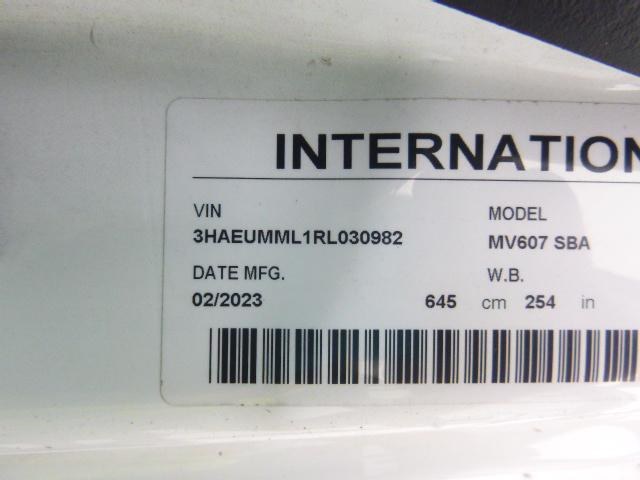 INTERNATION
VIN MODEL
3HAEUMML1RL030982 MV607 SBA
DATE MFG. W.B.
02/2023 645 cm 254 in